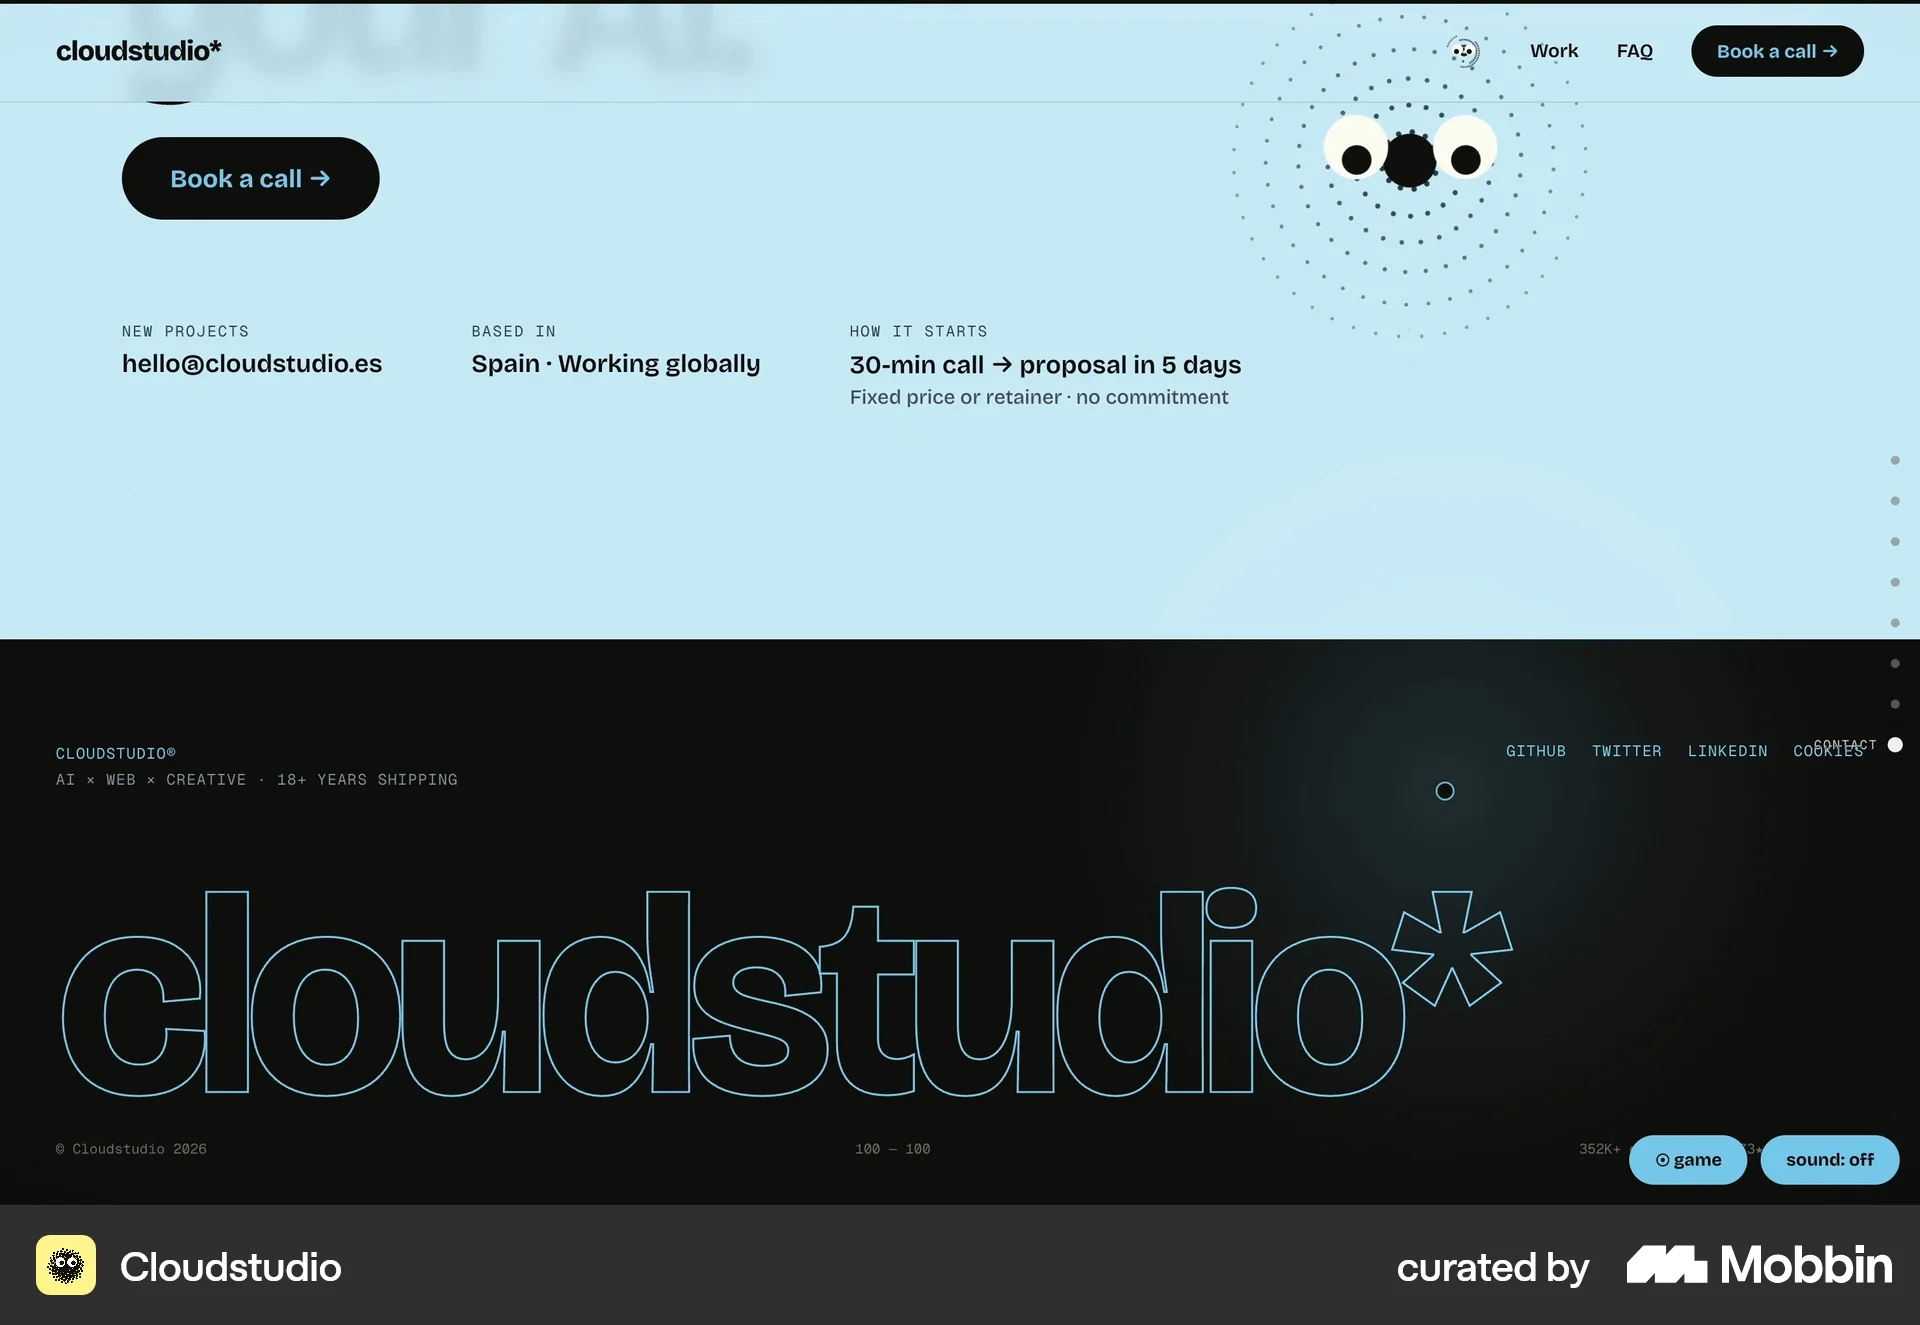 your AI.
cloudstudio*
Work
FAQ
Book a call →
Book a call →
NEW PROJECTS
hello@cloudstudio.es
BASED IN
Spain · Working globally
HOW IT STARTS
30-min call → proposal in 5 days
Fixed price or retainer · no commitment
CLOUDSTUDIO®
AI × WEB × CREATIVE · 18+ YEARS SHIPPING
GITHUB
TWITTER
LINKEDIN
COOKIES
CONTACT
cloudstudio*
© Cloudstudio 2026
100 — 100
352K+
game
sound: off
Cloudstudio
curated by
Mobbin